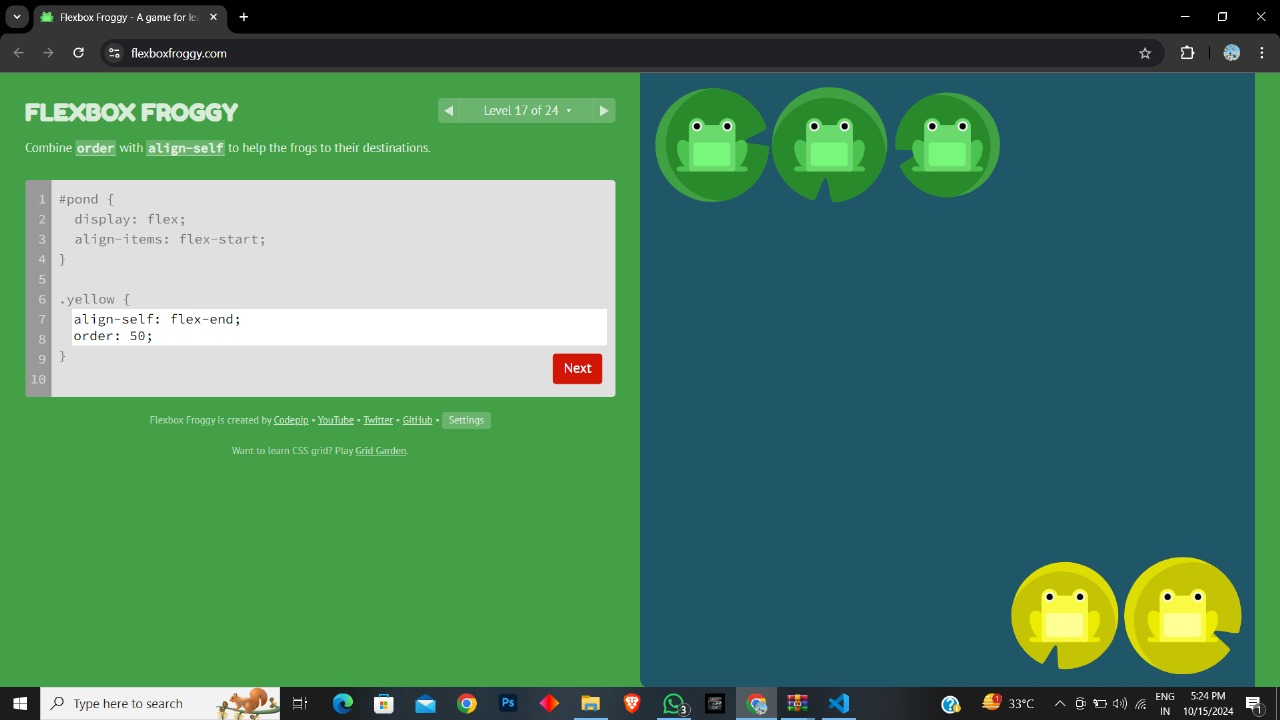 Flexbox Froggy - A game for le
flexboxfroggy.com
FLEXBOX FROGGY
Level 17 of 24
Combine order with align-self to help the frogs to their destinations.
1 #pond {
2 display: flex;
3 align-items: flex-start;
4 }
5
6 .yellow {
7 align-self: flex-end;
8 order: 50;
9 }
10
Next
Flexbox Froggy is created by Codepip • YouTube • Twitter • GitHub • Settings
Want to learn CSS grid? Play Grid Garden.
Type here to search
Ps
3
1
33°C
ENG
IN
5:24 PM
10/15/2024
1